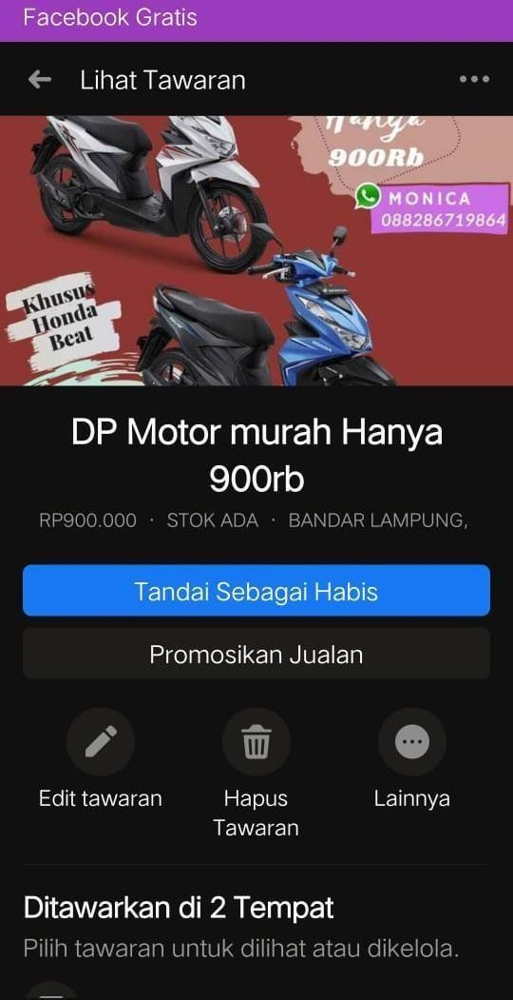 Facebook Gratis
Lihat Tawaran
Hanya
900Rb
MONICA
088286719864
Khusus
Honda
Beat
DP Motor murah Hanya
900rb
RP900.000 · STOK ADA · BANDAR LAMPUNG,
Tandai Sebagai Habis
Promosikan Jualan
Edit tawaran
Hapus
Tawaran
Lainnya
Ditawarkan di 2 Tempat
Pilih tawaran untuk dilihat atau dikelola.